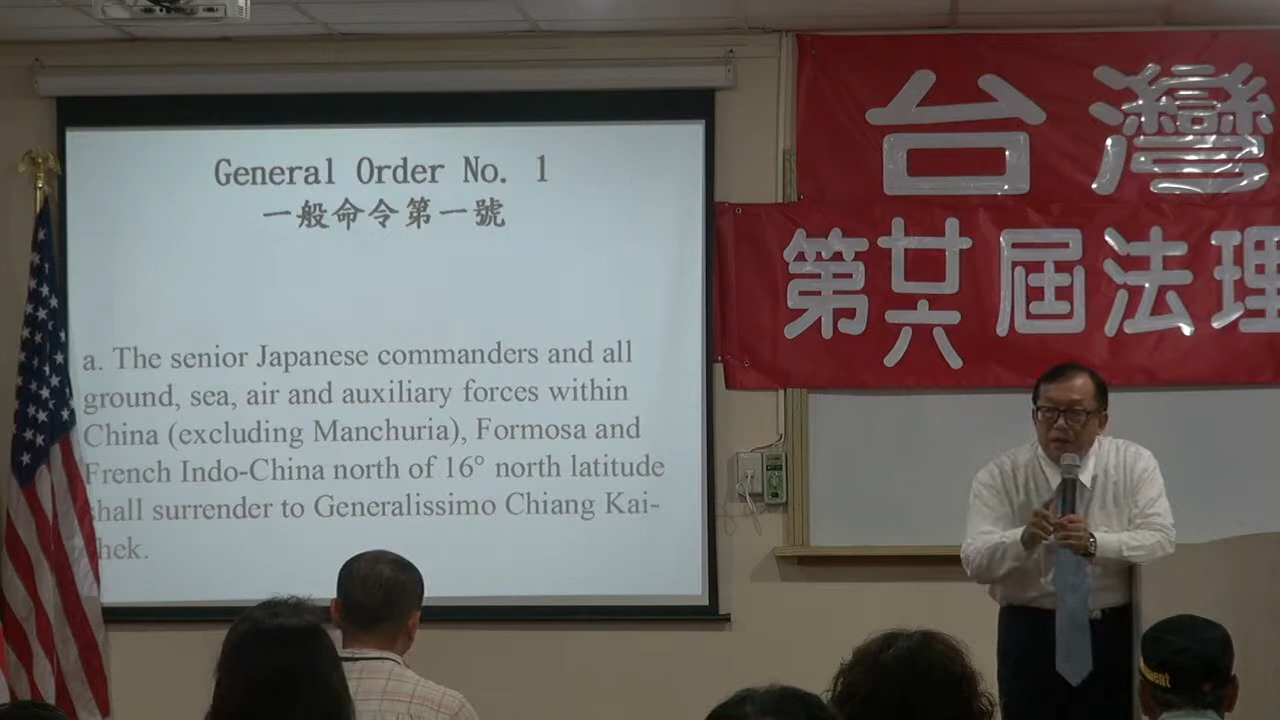 General Order No. 1
一般命令第一號
a. The senior Japanese commanders and all
ground, sea, air and auxiliary forces within
China (excluding Manchuria), Formosa and
French Indo-China north of 16° north latitude
shall surrender to Generalissimo Chiang Kai-
hek.
台灣
第廿六屆法理